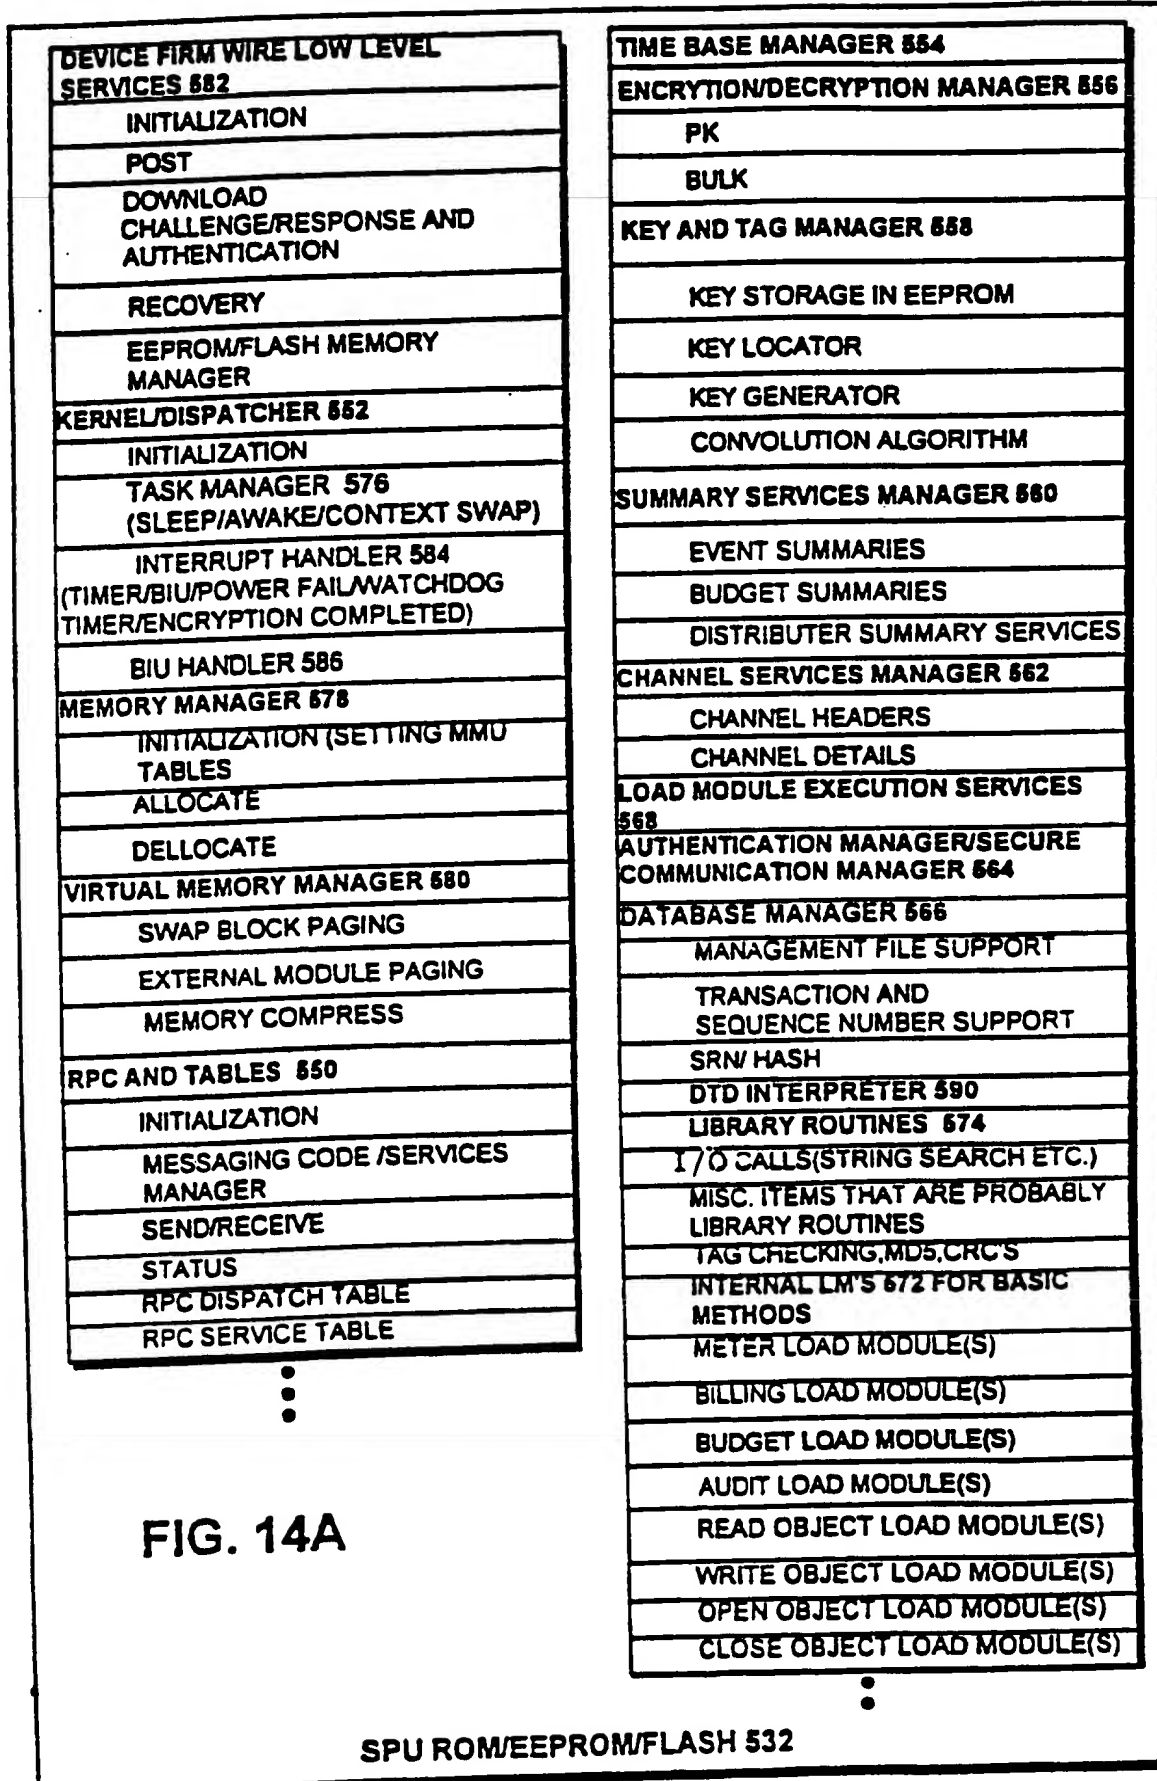 DEVICE FIRM WIRE LOW LEVEL
SERVICES 582
INITIALIZATION
POST
DOWNLOAD
CHALLENGE/RESPONSE AND
AUTHENTICATION
RECOVERY
EEPROM/FLASH MEMORY
MANAGER
KERNEL/DISPATCHER 552
INITIALIZATION
TASK MANAGER 576
(SLEEP/AWAKE/CONTEXT SWAP)
INTERRUPT HANDLER 584
(TIMER/BIU/POWER FAIL/WATCHDOG
TIMER/ENCRYPTION COMPLETED)
BIU HANDLER 586
MEMORY MANAGER 578
INITIALIZATION (SETTING MMU
TABLES
ALLOCATE
DELLOCATE
VIRTUAL MEMORY MANAGER 580
SWAP BLOCK PAGING
EXTERNAL MODULE PAGING
MEMORY COMPRESS
RPC AND TABLES 550
INITIALIZATION
MESSAGING CODE /SERVICES
MANAGER
SEND/RECEIVE
STATUS
RPC DISPATCH TABLE
RPC SERVICE TABLE
TIME BASE MANAGER 554
ENCRYTION/DECRYPTION MANAGER 556
PK
BULK
KEY AND TAG MANAGER 558
KEY STORAGE IN EEPROM
KEY LOCATOR
KEY GENERATOR
CONVOLUTION ALGORITHM
SUMMARY SERVICES MANAGER 560
EVENT SUMMARIES
BUDGET SUMMARIES
DISTRIBUTER SUMMARY SERVICES
CHANNEL SERVICES MANAGER 562
CHANNEL HEADERS
CHANNEL DETAILS
LOAD MODULE EXECUTION SERVICES
568
AUTHENTICATION MANAGER/SECURE
COMMUNICATION MANAGER 564
DATABASE MANAGER 566
MANAGEMENT FILE SUPPORT
TRANSACTION AND
SEQUENCE NUMBER SUPPORT
SRN/ HASH
DTD INTERPRETER 590
LIBRARY ROUTINES 574
I/O CALLS(STRING SEARCH ETC.)
MISC. ITEMS THAT ARE PROBABLY
LIBRARY ROUTINES
TAG CHECKING,MD5,CRC'S
INTERNAL LM'S 572 FOR BASIC
METHODS
METER LOAD MODULE(S)
BILLING LOAD MODULE(S)
BUDGET LOAD MODULE(S)
AUDIT LOAD MODULE(S)
READ OBJECT LOAD MODULE(S)
WRITE OBJECT LOAD MODULE(S)
OPEN OBJECT LOAD MODULE(S)
CLOSE OBJECT LOAD MODULE(S)
FIG. 14A
SPU ROM/EEPROM/FLASH 532